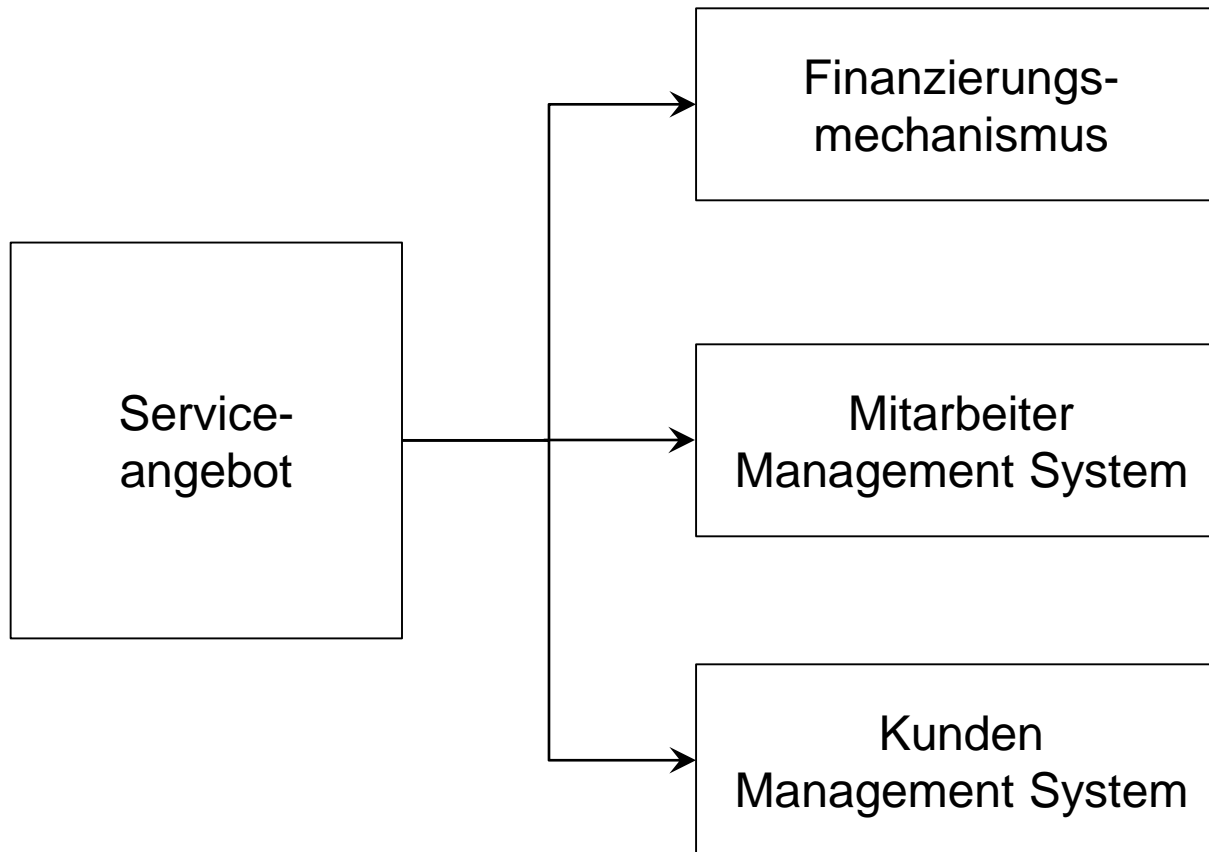 Finanzierungs-
mechanismus
Service-
angebot
Mitarbeiter
Management System
Kunden
Management System